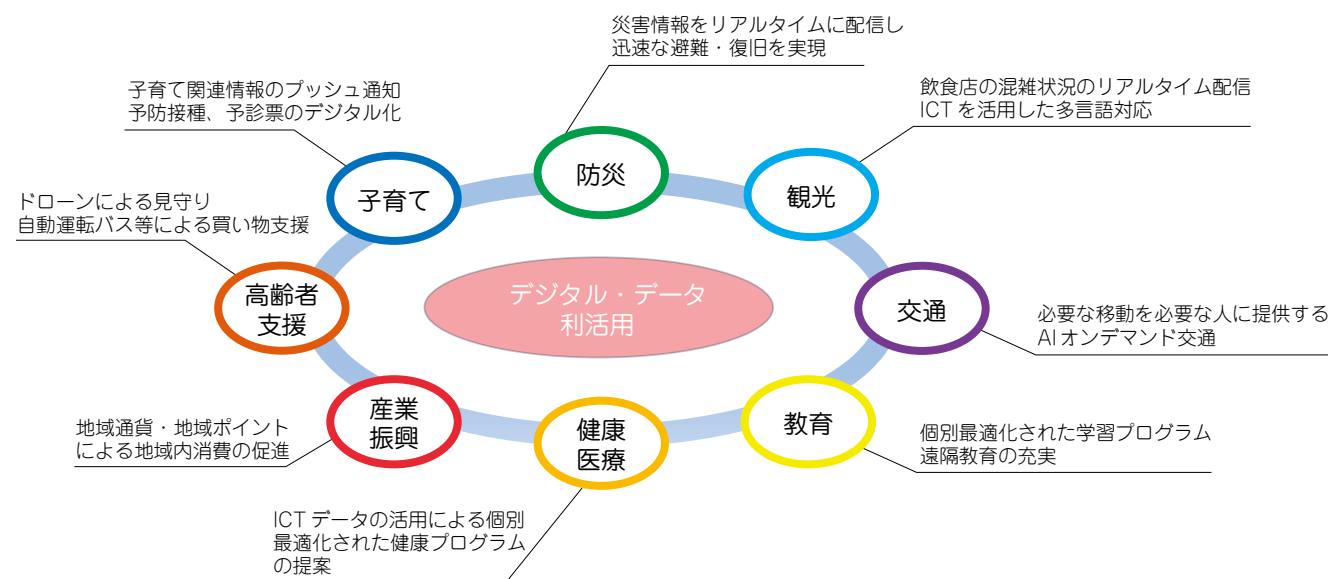 災害情報をリアルタイムに配信し
迅速な避難・復旧を実現
子育て関連情報のプッシュ通知
予防接種、予診票のデジタル化
飲食店の混雑状況のリアルタイム配信
ICTを活用した多言語対応
防災
子育て
観光
ドローンによる見守り
自動運転バス等による買い物支援
高齢者
支援
デジタル・データ
利活用
交通
必要な移動を必要な人に提供する
AIオンデマンド交通
産業
振興
健康
医療
教育
地域通貨・地域ポイント
による地域内消費の促進
個別最適化された学習プログラム
遠隔教育の充実
ICTデータの活用による個別
最適化された健康プログラム
の提案